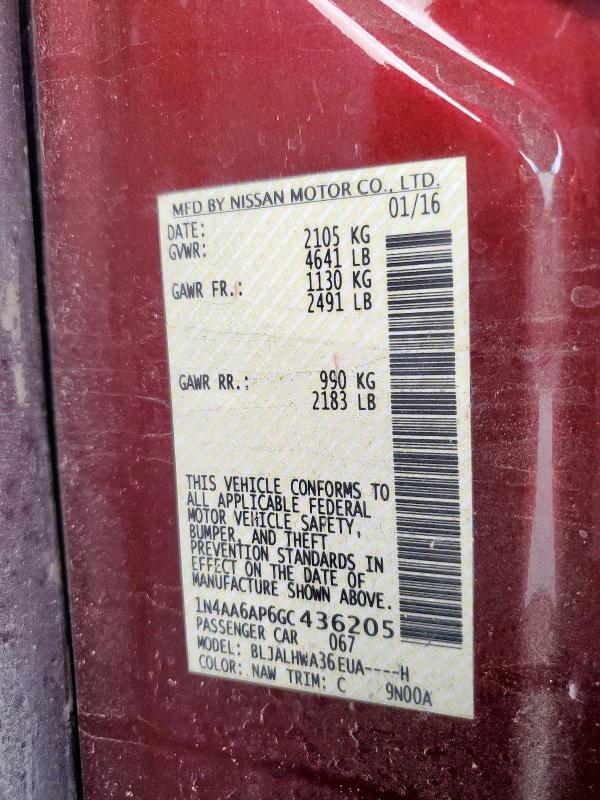 MFD BY NISSAN MOTOR CO., LTD.
DATE: 01/16
GVWR: 2105 KG
4641 LB
GAWR FR.: 1130 KG
2491 LB
GAWR RR.: 990 KG
2183 LB
THIS VEHICLE CONFORMS TO
ALL APPLICABLE FEDERAL
MOTOR VEHICLE SAFETY,
BUMPER, AND THEFT
PREVENTION STANDARDS IN
EFFECT ON THE DATE OF
MANUFACTURE SHOWN ABOVE.
1N4AA6AP6GC436205
PASSENGER CAR 067
MODEL: BLJALHWA36EUA----H
COLOR: NAW TRIM: C 9N00A